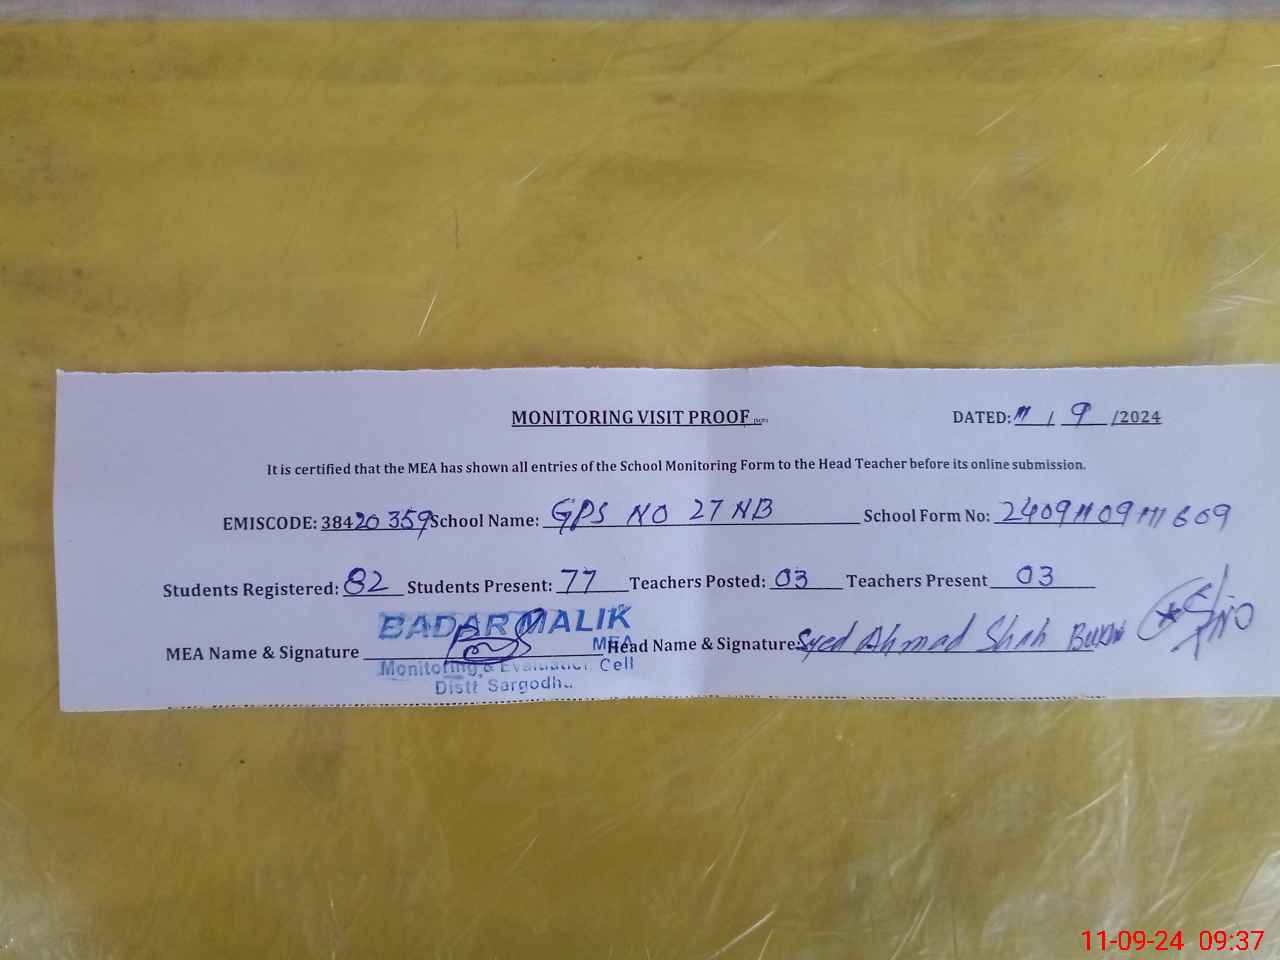 MONITORING VISIT PROOF
DATED: 11 / 9 /2024
It is certified that the MEA has shown all entries of the School Monitoring Form to the Head Teacher before its online submission.
EMISCODE: 38420359 School Name: GPS NO 27 NB School Form No:
Students Registered: 82 Students Present: 77 Teachers Posted: 03 Teachers Present 03
BADAR MALIK
MEA Name & Signature MEA Head Name & Signature: Syed Ahmad Shah
Monitoring & Evaluation Cell
Distt Sargodha
11-09-24 09:37